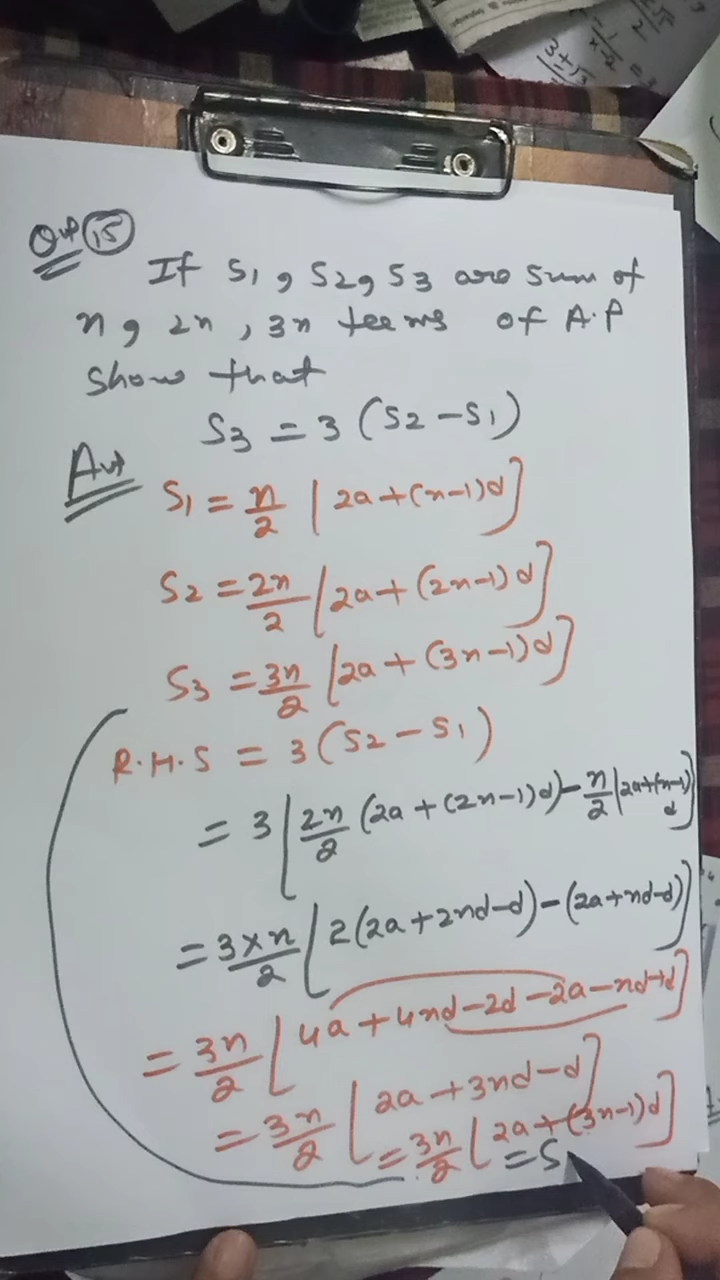 Que 15
If S1, S2, S3 are sum of
n, 2n, 3n terms of A.P
Show that
S3 = 3 (S2 - S1)
Ans
S1 = n/2 [2a+(n-1)d]
S2 = 2n/2 [2a+(2n-1)d]
S3 = 3n/2 [2a+(3n-1)d]
R.H.S = 3(S2 - S1)
= 3[2n/2 (2a+(2n-1)d) - n/2[2a+(n-1)d]
= 3×n/2 [2(2a+2nd-d) - (2a+nd-d)]
= 3n/2 [4a+4nd-2d-2a-nd+d]
= 3n/2 [2a+3nd-d]
= 3n/2 [2a+(3n-1)d]
= S